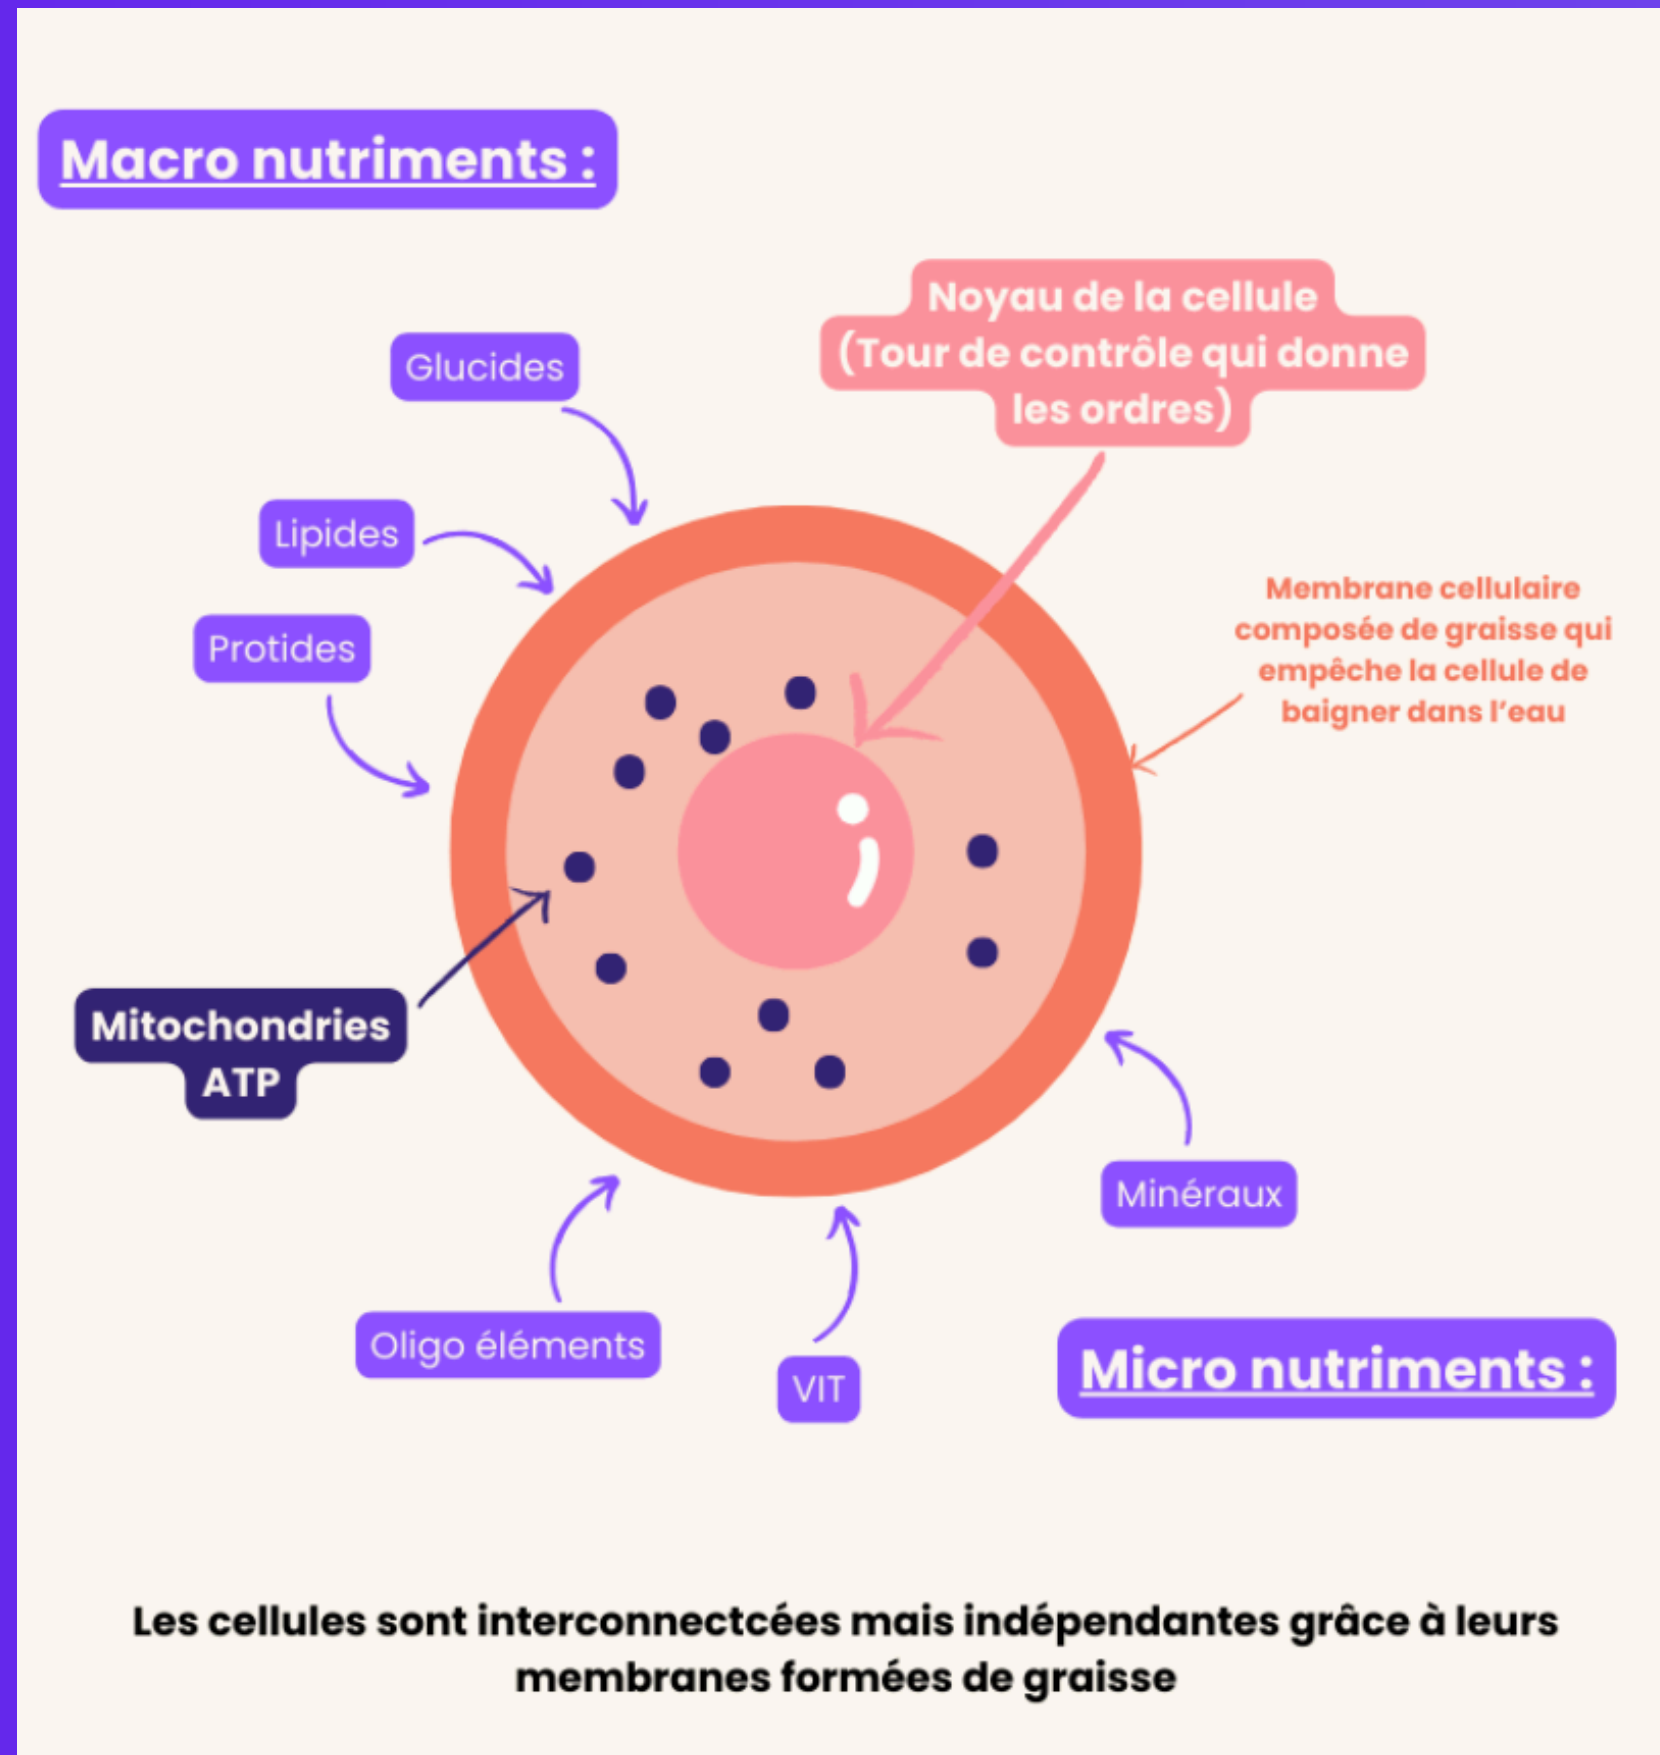 Macro nutriments :
Noyau de la cellule
(Tour de contrôle qui donne
les ordres)
Glucides
Lipides
Protides
Membrane cellulaire
composée de graisse qui
empêche la cellule de
baigner dans l'eau
Mitochondries
ATP
Minéraux
Oligo éléments
VIT
Micro nutriments :
Les cellules sont interconnectcées mais indépendantes grâce à leurs
membranes formées de graisse